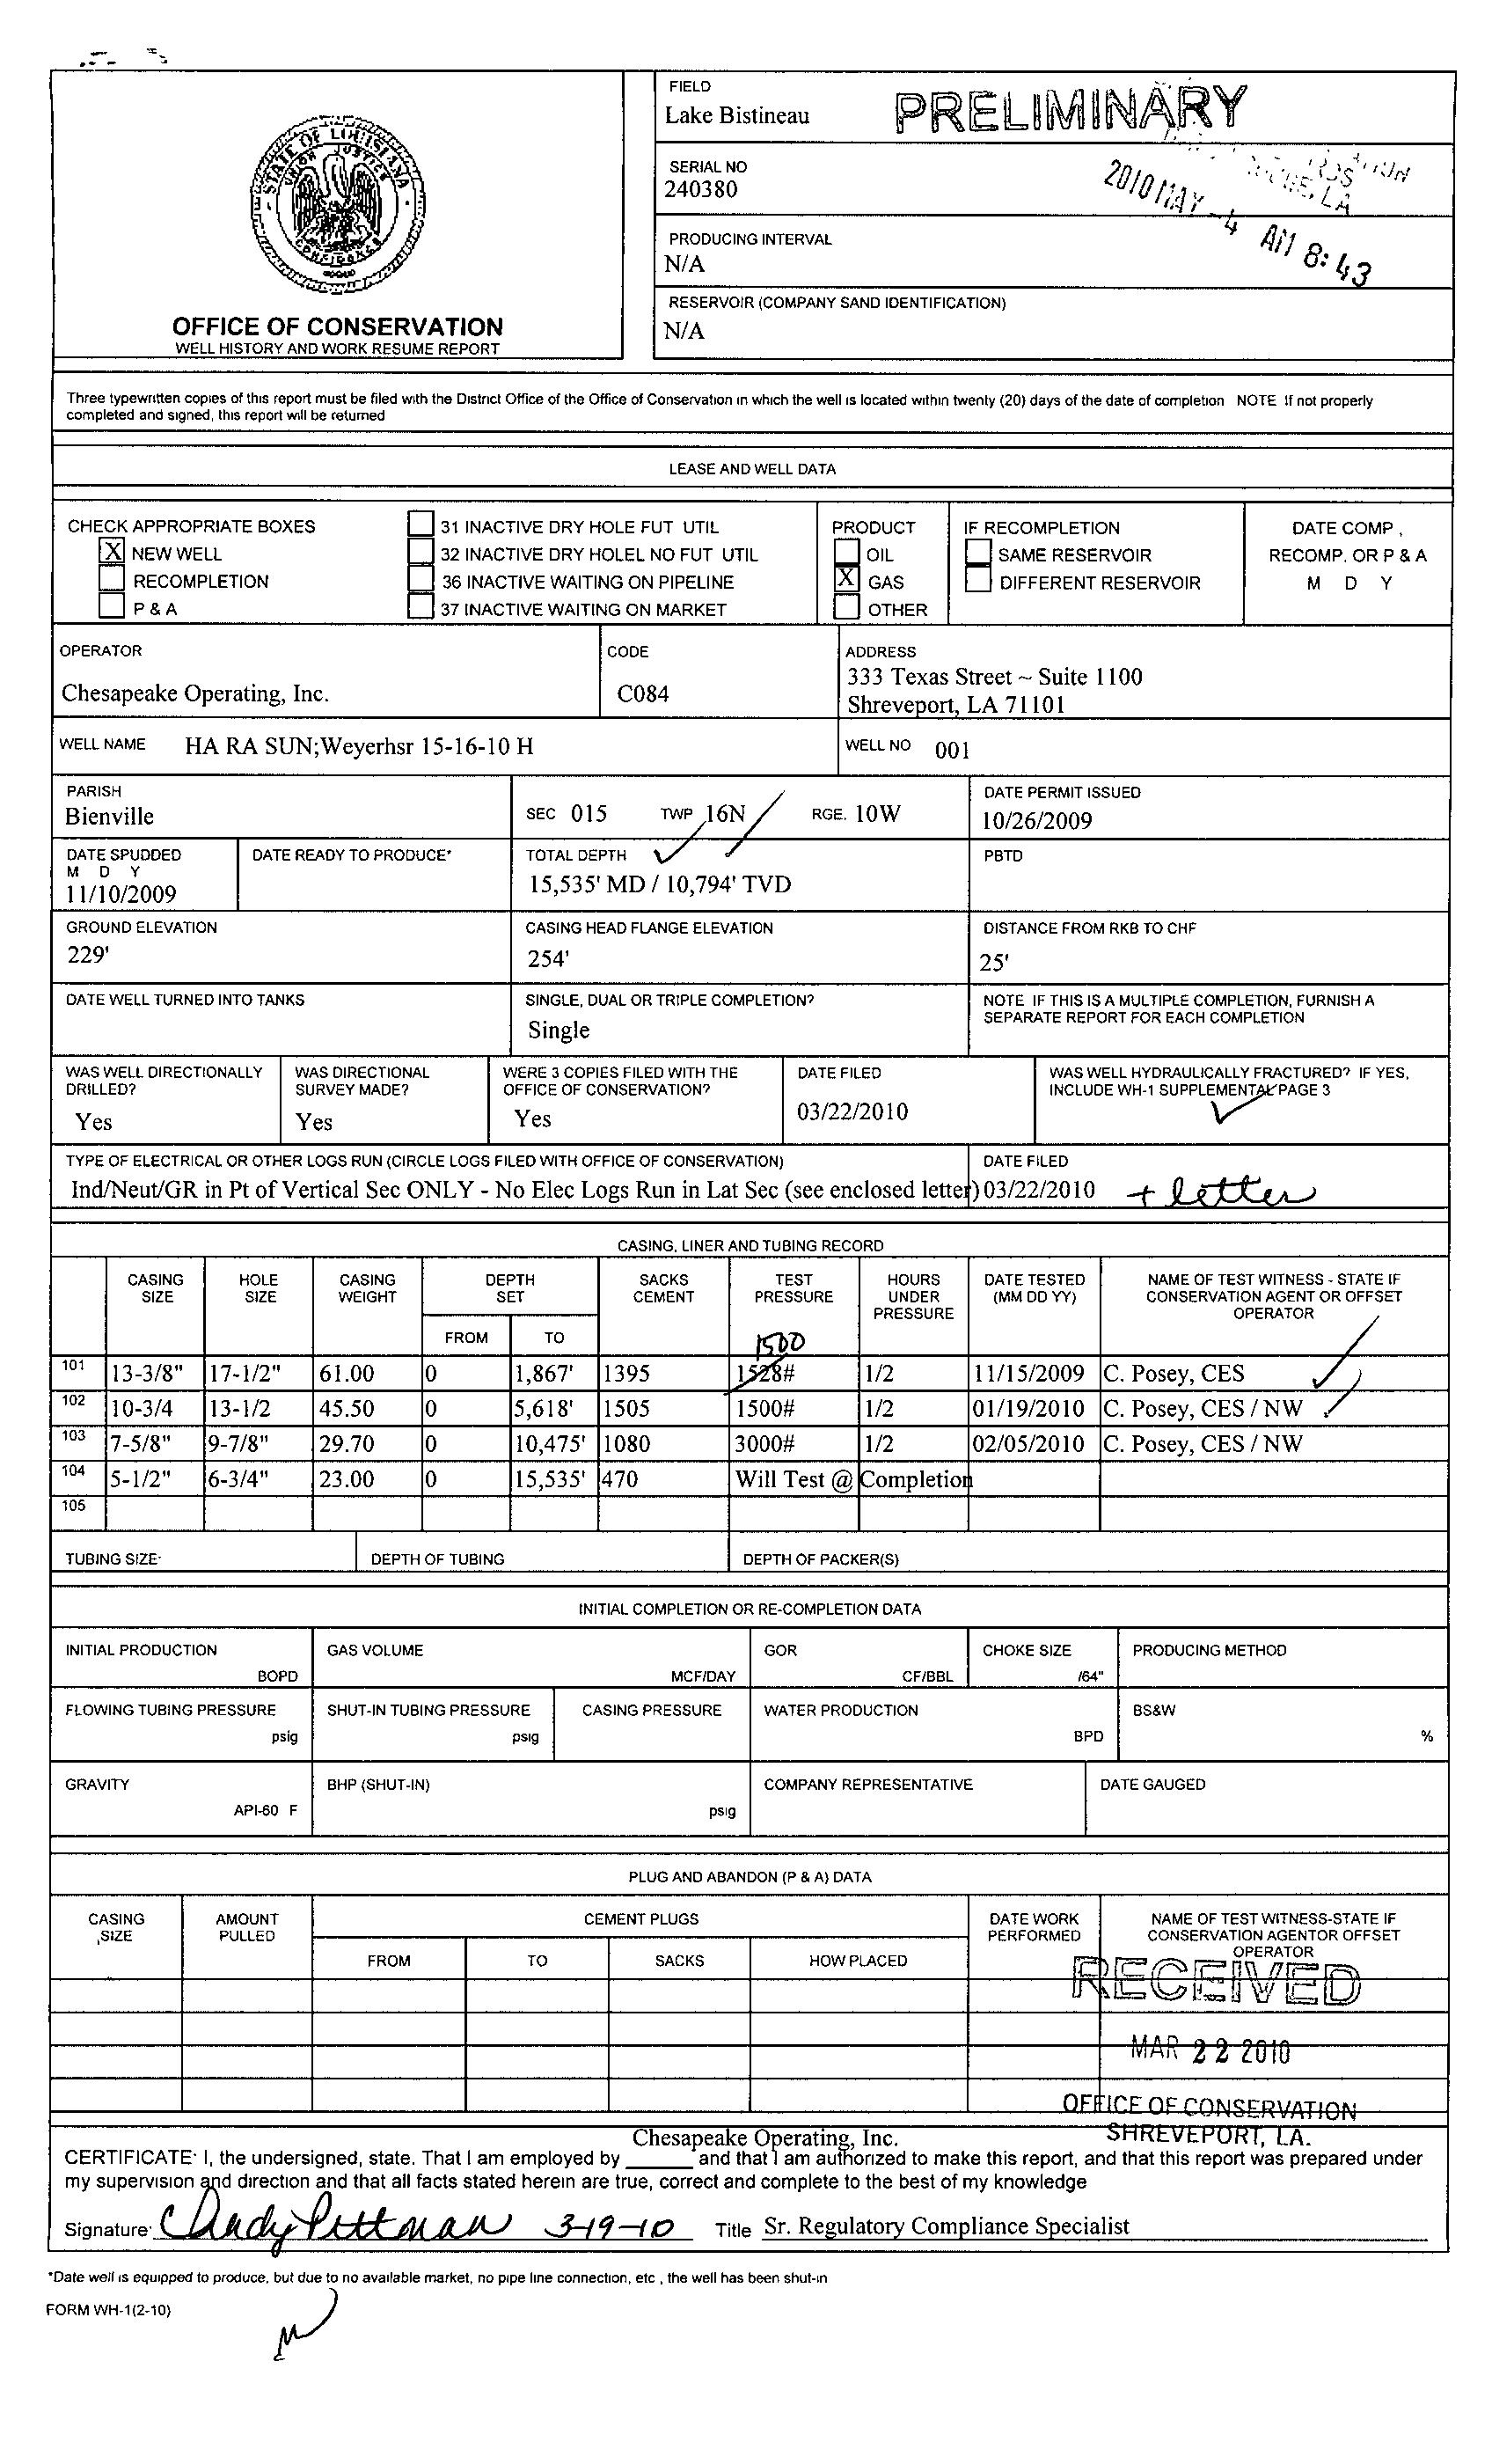 FIELD
Lake Bistineau
PRELIMINARY
SERIAL NO
240380
2010 MAY -4 AM 8:43
PRODUCING INTERVAL
N/A
RESERVOIR (COMPANY SAND IDENTIFICATION)
N/A
STATE OF LOUISIANA
UNION JUSTICE
CONFIDENCE
OFFICE OF CONSERVATION
WELL HISTORY AND WORK RESUME REPORT
Three typewritten copies of this report must be filed with the District Office of the Office of Conservation in which the well is located within twenty (20) days of the date of completion NOTE If not properly
completed and signed, this report will be returned
LEASE AND WELL DATA
CHECK APPROPRIATE BOXES
X NEW WELL
RECOMPLETION
P & A
31 INACTIVE DRY HOLE FUT UTIL
32 INACTIVE DRY HOLEL NO FUT UTIL
36 INACTIVE WAITING ON PIPELINE
37 INACTIVE WAITING ON MARKET
PRODUCT
OIL
X GAS
OTHER
IF RECOMPLETION
SAME RESERVOIR
DIFFERENT RESERVOIR
DATE COMP,
RECOMP. OR P & A
M D Y
OPERATOR
Chesapeake Operating, Inc.
CODE
C084
ADDRESS
333 Texas Street ~ Suite 1100
Shreveport, LA 71101
WELL NAME HA RA SUN;Weyerhsr 15-16-10 H
WELL NO 001
PARISH
Bienville
SEC 015 TWP 16N RGE. 10W
DATE PERMIT ISSUED
10/26/2009
DATE SPUDDED
M D Y
11/10/2009
DATE READY TO PRODUCE*
TOTAL DEPTH
15,535' MD / 10,794' TVD
PBTD
GROUND ELEVATION
229'
CASING HEAD FLANGE ELEVATION
254'
DISTANCE FROM RKB TO CHF
25'
DATE WELL TURNED INTO TANKS
SINGLE, DUAL OR TRIPLE COMPLETION?
Single
NOTE IF THIS IS A MULTIPLE COMPLETION, FURNISH A
SEPARATE REPORT FOR EACH COMPLETION
WAS WELL DIRECTIONALLY
DRILLED?
Yes
WAS DIRECTIONAL
SURVEY MADE?
Yes
WERE 3 COPIES FILED WITH THE
OFFICE OF CONSERVATION?
Yes
DATE FILED
03/22/2010
WAS WELL HYDRAULICALLY FRACTURED? IF YES,
INCLUDE WH-1 SUPPLEMENTAL PAGE 3
TYPE OF ELECTRICAL OR OTHER LOGS RUN (CIRCLE LOGS FILED WITH OFFICE OF CONSERVATION)
Ind/Neut/GR in Pt of Vertical Sec ONLY - No Elec Logs Run in Lat Sec (see enclosed letter)
DATE FILED
03/22/2010 + letter
CASING, LINER AND TUBING RECORD
CASING SIZE HOLE SIZE CASING WEIGHT DEPTH SET SACKS CEMENT TEST PRESSURE HOURS UNDER PRESSURE DATE TESTED (MM DD YY) NAME OF TEST WITNESS - STATE IF CONSERVATION AGENT OR OFFSET OPERATOR
FROM TO
1500
101 13-3/8" 17-1/2" 61.00 0 1,867' 1395 1528# 1/2 11/15/2009 C. Posey, CES
102 10-3/4 13-1/2 45.50 0 5,618' 1505 1500# 1/2 01/19/2010 C. Posey, CES / NW
103 7-5/8" 9-7/8" 29.70 0 10,475' 1080 3000# 1/2 02/05/2010 C. Posey, CES / NW
104 5-1/2" 6-3/4" 23.00 0 15,535' 470 Will Test @ Completion
105
TUBING SIZE: DEPTH OF TUBING DEPTH OF PACKER(S)
INITIAL COMPLETION OR RE-COMPLETION DATA
INITIAL PRODUCTION GAS VOLUME GOR CHOKE SIZE PRODUCING METHOD
BOPD MCF/DAY CF/BBL /64"
FLOWING TUBING PRESSURE SHUT-IN TUBING PRESSURE CASING PRESSURE WATER PRODUCTION BS&W
psig psig BPD %
GRAVITY BHP (SHUT-IN) COMPANY REPRESENTATIVE DATE GAUGED
API-60 F psig
PLUG AND ABANDON (P & A) DATA
CASING SIZE AMOUNT PULLED CEMENT PLUGS DATE WORK PERFORMED NAME OF TEST WITNESS-STATE IF CONSERVATION AGENTOR OFFSET OPERATOR
FROM TO SACKS HOW PLACED
RECEIVED
MAR 22 2010
OFFICE OF CONSERVATION
SHREVEPORT, LA.
Chesapeake Operating, Inc.
CERTIFICATE: I, the undersigned, state. That I am employed by ______ and that I am authorized to make this report, and that this report was prepared under
my supervision and direction and that all facts stated herein are true, correct and complete to the best of my knowledge
Signature: Andy Pittman 3-19-10 Title Sr. Regulatory Compliance Specialist
*Date well is equipped to produce, but due to no available market, no pipe line connection, etc , the well has been shut-in
FORM WH-1(2-10)